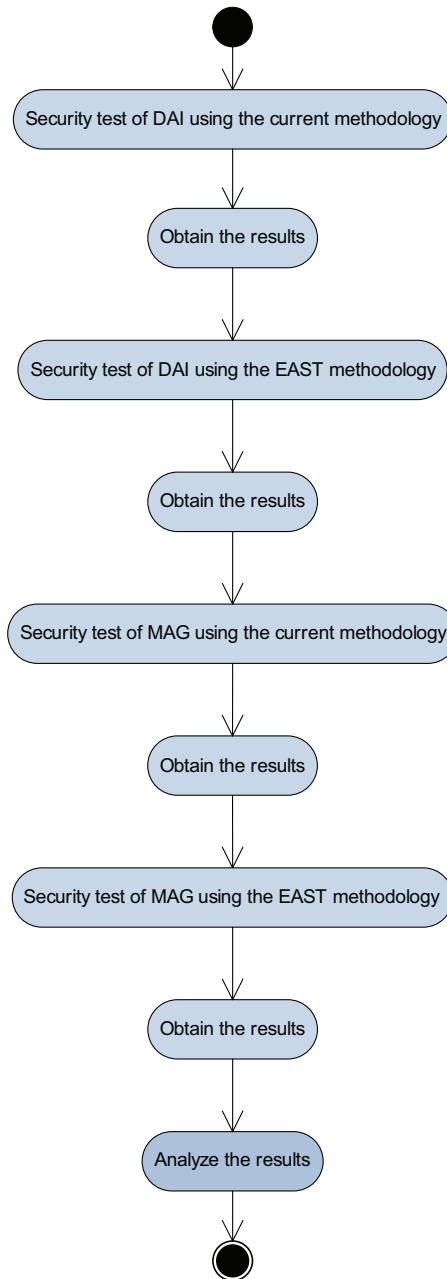 Security test of DAI using the current methodology
Obtain the results
Security test of DAI using the EAST methodology
Obtain the results
Security test of MAG using the current methodology
Obtain the results
Security test of MAG using the EAST methodology
Obtain the results
Analyze the results